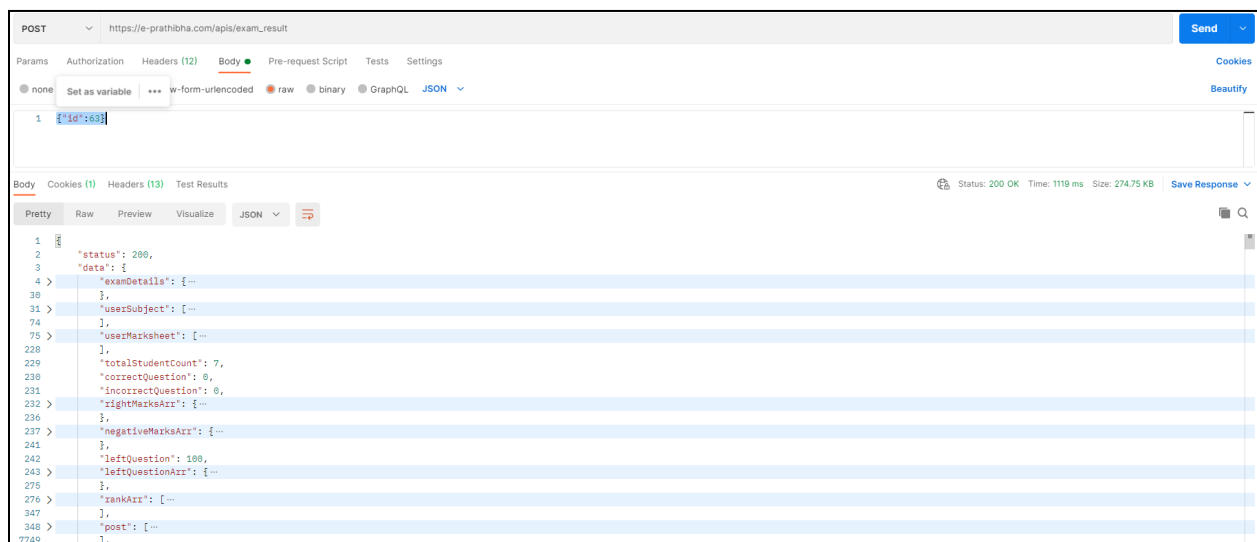 POST https://e-prathibha.com/apis/exam_result Send
Params Authorization Headers (12) Body Pre-request Script Tests Settings Cookies
none Set as variable ••• w-form-urlencoded raw binary GraphQL JSON Beautify
1 {"id":63}
Body Cookies (1) Headers (13) Test Results Status: 200 OK Time: 1119 ms Size: 274.75 KB Save Response
Pretty Raw Preview Visualize JSON
1 {
2 "status": 200,
3 "data": {
4 "examDetails": {…
30 },
31 "userSubject": […
74 ],
75 "userMarksheet": […
228 ],
229 "totalStudentCount": 7,
230 "correctQuestion": 0,
231 "incorrectQuestion": 0,
232 "rightMarksArr": {…
236 },
237 "negativeMarksArr": {…
241 },
242 "leftQuestion": 100,
243 "leftQuestionArr": {…
275 },
276 "rankArr": […
347 ],
348 "post": […
7749 ],